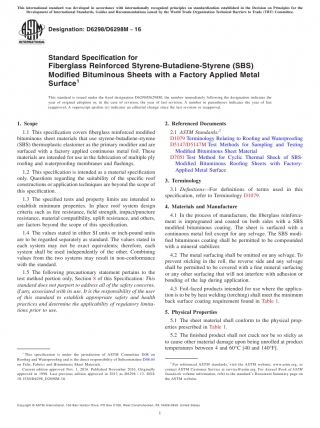 This international standard was developed in accordance with internationally recognized principles on standardization established in the Decision on Principles for the
Development of International Standards, Guides and Recommendations issued by the World Trade Organization Technical Barriers to Trade (TBT) Committee.
Designation: D6298/D6298M − 16
Standard Specification for
Fiberglass Reinforced Styrene-Butadiene-Styrene (SBS)
Modified Bituminous Sheets with a Factory Applied Metal
Surface1
This standard is issued under the fixed designation D6298/D6298M; the number immediately following the designation indicates the
year of original adoption or, in the case of revision, the year of last revision. A number in parentheses indicates the year of last
reapproval. A superscript epsilon (ε) indicates an editorial change since the last revision or reapproval.
1. Scope
1.1 This specification covers fiberglass reinforced modified
bituminous sheet materials that use styrene-butadiene-styrene
(SBS) thermoplastic elastomer as the primary modifier and are
surfaced with a factory applied continuous metal foil. These
materials are intended for use in the fabrication of multiple ply
roofing and waterproofing membranes and flashings.
1.2 This specification is intended as a material specification
only. Questions regarding the suitability of the specific roof
constructions or application techniques are beyond the scope of
this specification.
1.3 The specified tests and property limits are intended to
establish minimum properties. In place roof system design
criteria such as fire resistance, field strength, impact/puncture
resistance, material compatibility, uplift resistance, and others,
are factors beyond the scope of this specification.
1.4 The values stated in either SI units or inch-pound units
are to be regarded separately as standard. The values stated in
each system may not be exact equivalents; therefore, each
system shall be used independently of the other. Combining
values from the two systems may result in non-conformance
with the standard.
1.5 The following precautionary statement pertains to the
test method portion only, Section 8 of this Specification: This
standard does not purport to address all of the safety concerns,
if any, associated with its use. It is the responsibility of the user
of this standard to establish appropriate safety and health
practices and determine the applicability of regulatory limita-
tions prior to use.
1 This specification is under the jurisdiction of ASTM Committee D08 on
Roofing and Waterproofing and is the direct responsibility of Subcommittee D08.04
on Felts, Fabrics and Bituminous Sheet Materials.
Current edition approved Nov. 1, 2016. Published November 2016. Originally
approved in 1998. Last previous edition approved in 2013 as D6298 – 13. DOI:
10.1520/D6298_D6298M-16.
2. Referenced Documents
2.1 ASTM Standards:2
D1079 Terminology Relating to Roofing and Waterproofing
D5147/D5147M Test Methods for Sampling and Testing
Modified Bituminous Sheet Material
D7051 Test Method for Cyclic Thermal Shock of SBS-
Modified Bituminous Roofing Sheets with Factory-
Applied Metal Surface
3. Terminology
3.1 Definitions—For definitions of terms used in this
specification, refer to Terminology D1079.
4. Materials and Manufacture
4.1 In the process of manufacture, the fiberglass reinforce-
ment is impregnated and coated on both sides with a SBS
modified bituminous coating. The sheet is surfaced with a
continuous metal foil except for any selvage. The SBS modi-
fied bituminous coating shall be permitted to be compounded
with a mineral stabilizer.
4.2 The metal surfacing shall be omitted on any selvage. To
prevent sticking in the roll, the reverse side and any selvage
shall be permitted to be covered with a fine mineral surfacing
or any other surfacing that will not interfere with adhesion or
bonding of the lap during application.
4.3 Foil-faced products intended for use where the applica-
tion is to be by heat welding (torching) shall meet the minimum
back surface coating requirements found in Table 1.
5. Physical Properties
5.1 The sheet material shall conform to the physical prop-
erties prescribed in Table 1.
5.2 The finished product shall not crack nor be so sticky as
to cause other material damage upon being unrolled at product
temperatures between 4 and 60°C [40 and 140°F].
2 For referenced ASTM standards, visit the ASTM website, www.astm.org, or
contact ASTM Customer Service at service@astm.org. For Annual Book of ASTM
Standards volume information, refer to the standard's Document Summary page on
the ASTM website.
Copyright © ASTM International, 100 Barr Harbor Drive, PO Box C700, West Conshohocken, PA 19428-2959. United States
1